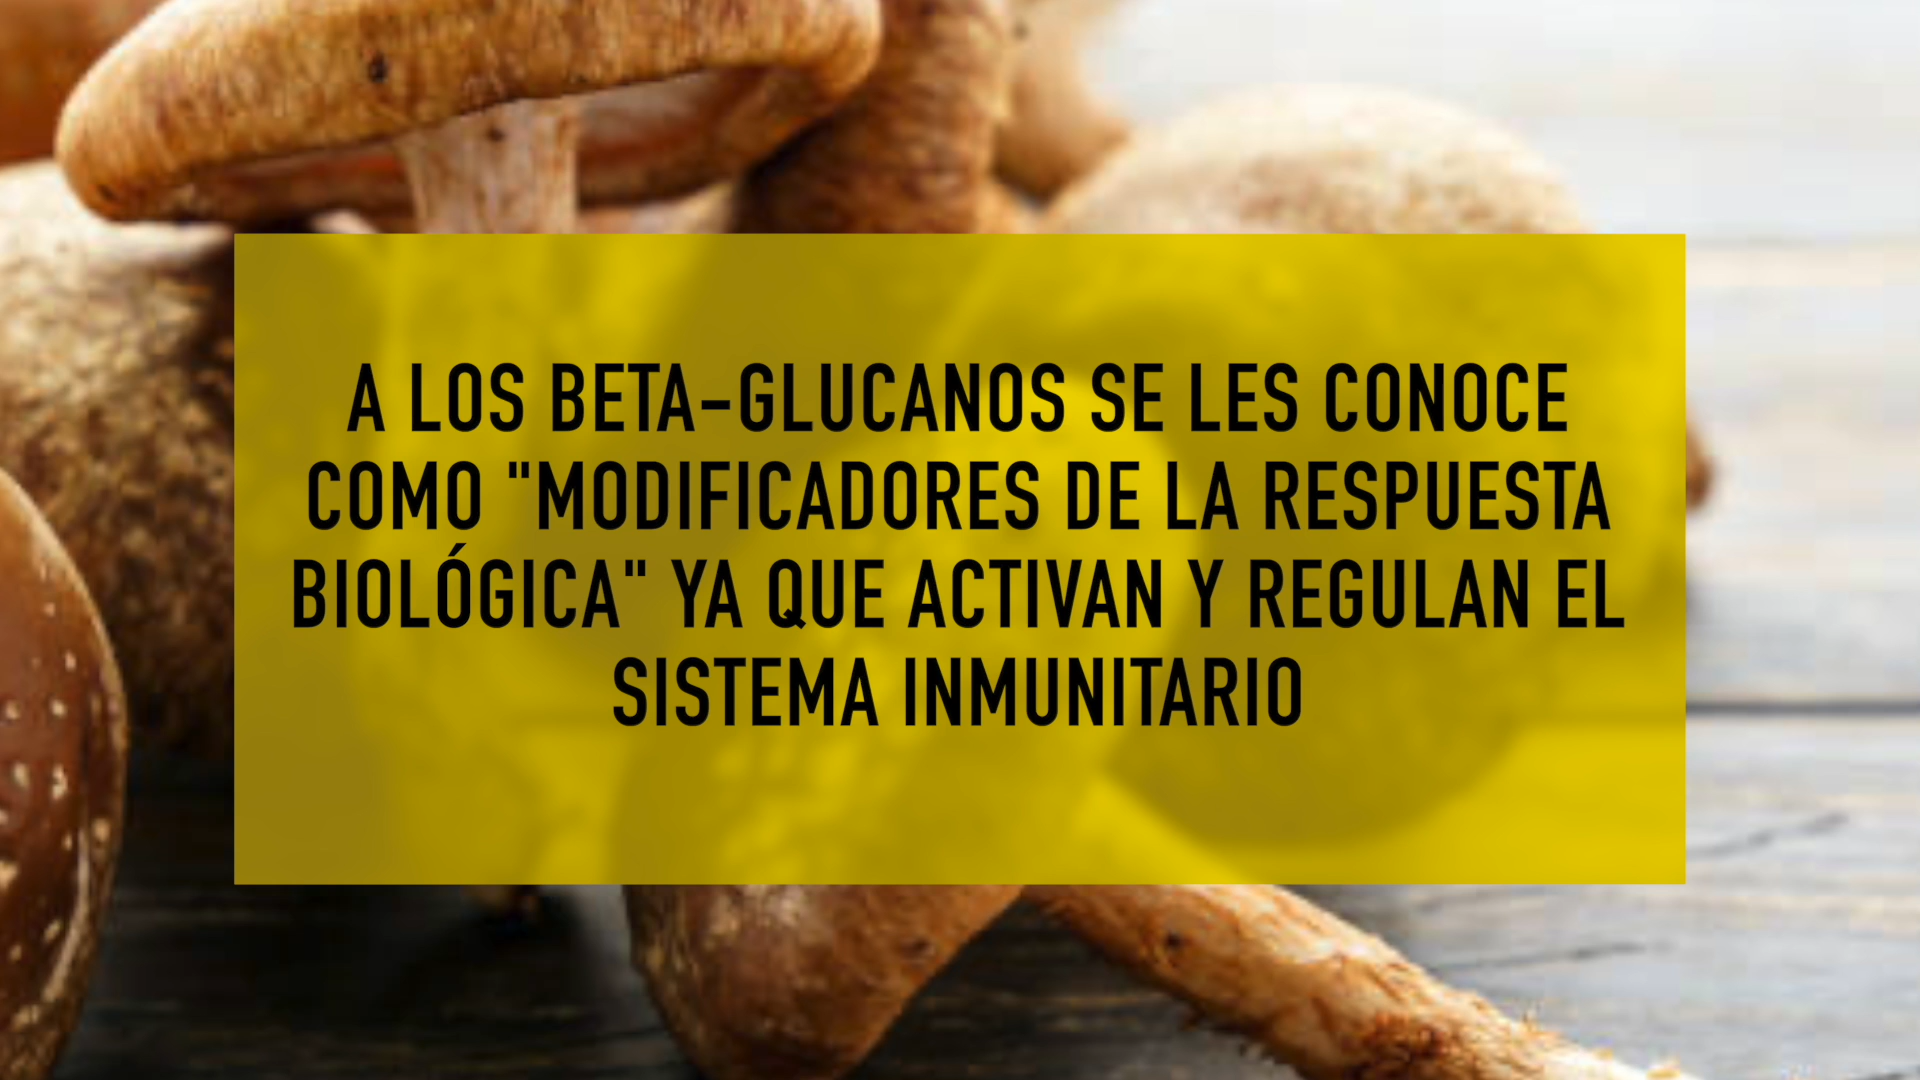 A LOS BETA-GLUCANOS SE LES CONOCE
COMO "MODIFICADORES DE LA RESPUESTA
BIOLÓGICA" YA QUE ACTIVAN Y REGULAN EL
SISTEMA INMUNITARIO